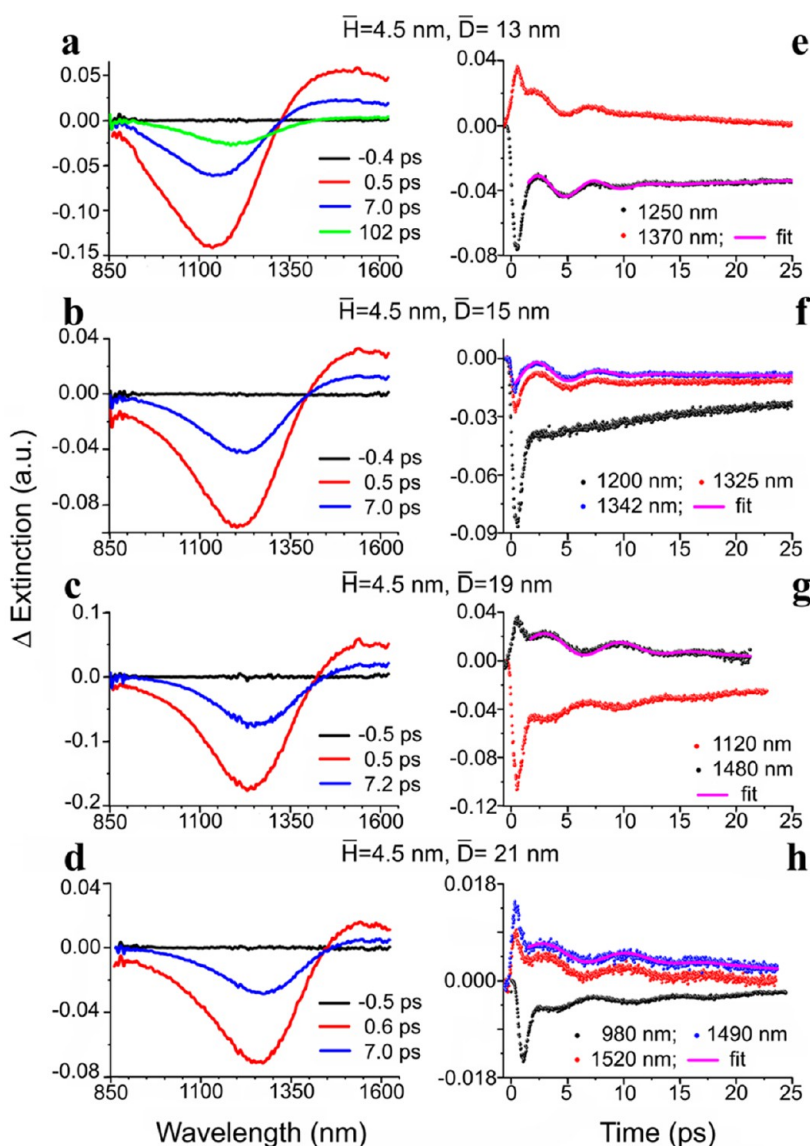 H̅=4.5 nm, D̅= 13 nm
a
e
0.05
0.00
-0.05
-0.10
-0.15
-0.4 ps
0.5 ps
7.0 ps
102 ps
850 1100 1350 1600
0.04
0.00
-0.04
-0.08
1250 nm
1370 nm; fit
0 5 10 15 20 25
H̅=4.5 nm, D̅=15 nm
b
f
0.04
0.00
-0.04
-0.08
-0.4 ps
0.5 ps
7.0 ps
850 1100 1350 1600
0.00
-0.03
-0.06
-0.09
1200 nm; 1325 nm
1342 nm; fit
0 5 10 15 20 25
Δ Extinction (a.u.)
H̅=4.5 nm, D̅=19 nm
c
g
0.1
0.0
-0.1
-0.2
-0.5 ps
0.5 ps
7.2 ps
850 1100 1350 1600
0.04
0.00
-0.04
-0.08
-0.12
1120 nm
1480 nm
fit
0 5 10 15 20 25
H̅=4.5 nm, D̅= 21 nm
d
h
0.04
0.00
-0.04
-0.08
-0.5 ps
0.6 ps
7.0 ps
850 1100 1350 1600
Wavelength (nm)
0.018
0.000
-0.018
980 nm; 1490 nm
1520 nm; fit
0 5 10 15 20 25
Time (ps)